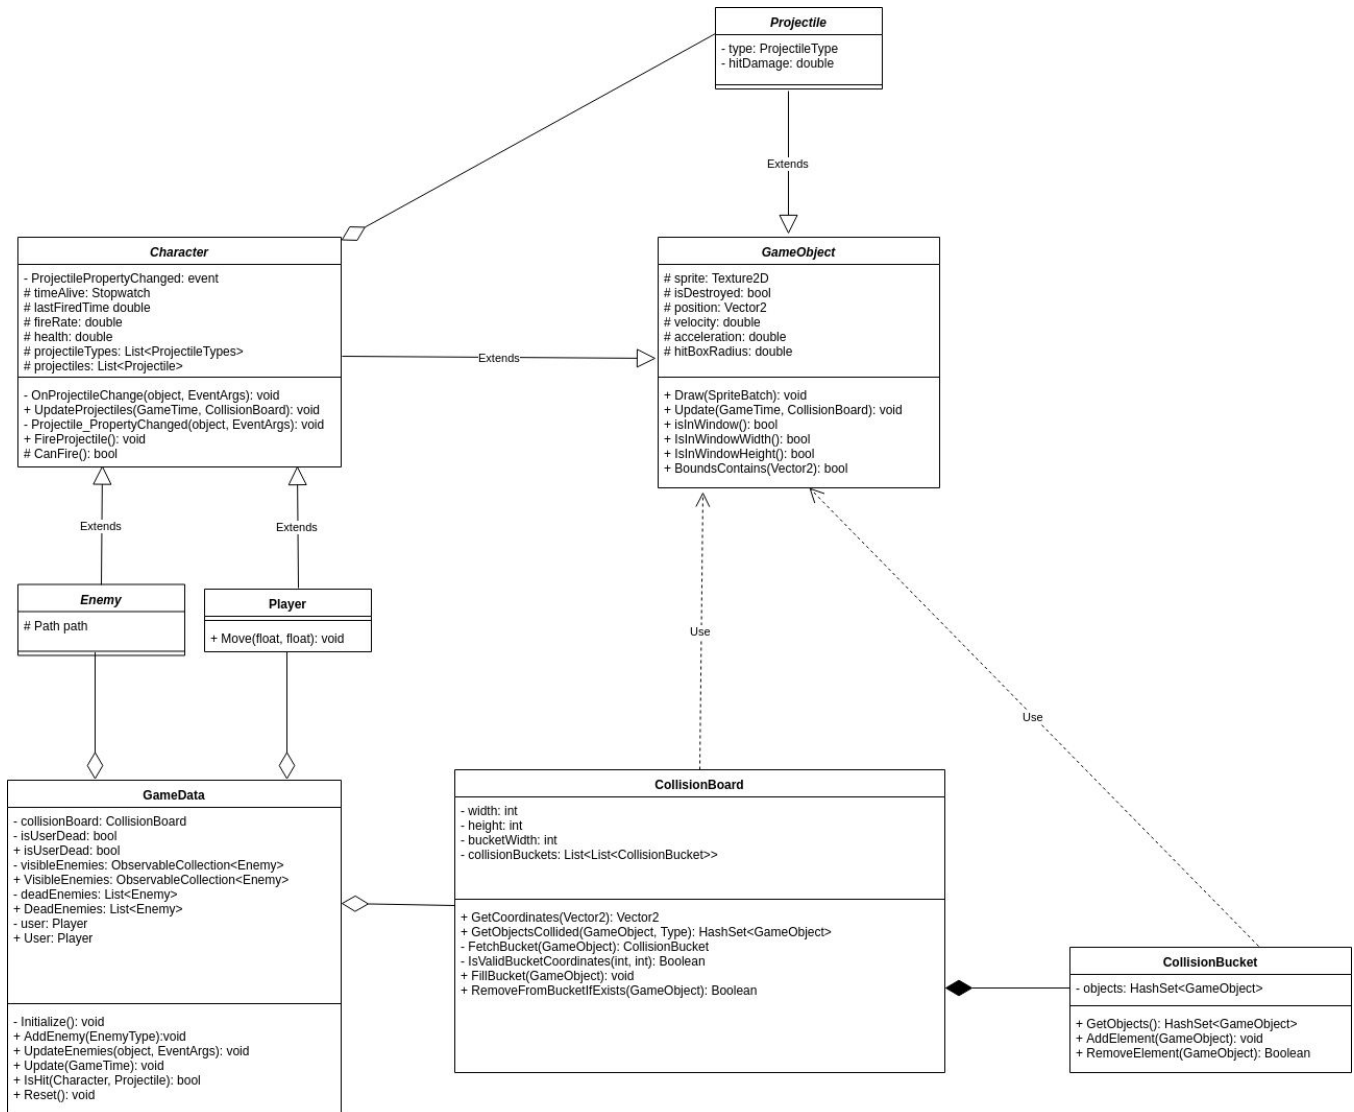 Projectile
- type: ProjectileType
- hitDamage: double
Extends
Character
- ProjectilePropertyChanged: event
# timeAlive: Stopwatch
# lastFiredTime double
# fireRate: double
# health: double
# projectileTypes: List<ProjectileTypes>
# projectiles: List<Projectile>
- OnProjectileChange(object, EventArgs): void
+ UpdateProjectiles(GameTime, CollisionBoard): void
- Projectile_PropertyChanged(object, EventArgs): void
+ FireProjectile(): void
# CanFire(): bool
Extends
GameObject
# sprite: Texture2D
# isDestroyed: bool
# position: Vector2
# velocity: double
# acceleration: double
# hitBoxRadius: double
+ Draw(SpriteBatch): void
+ Update(GameTime, CollisionBoard): void
+ isInWindow(): bool
+ IsInWindowWidth(): bool
+ IsInWindowHeight(): bool
+ BoundsContains(Vector2): bool
Extends
Extends
Enemy
# Path path
Player
+ Move(float, float): void
Use
Use
GameData
- collisionBoard: CollisionBoard
- isUserDead: bool
+ isUserDead: bool
- visibleEnemies: ObservableCollection<Enemy>
+ VisibleEnemies: ObservableCollection<Enemy>
- deadEnemies: List<Enemy>
+ DeadEnemies: List<Enemy>
- user: Player
+ User: Player
- Initialize(): void
+ AddEnemy(EnemyType):void
+ UpdateEnemies(object, EventArgs): void
+ Update(GameTime): void
+ IsHit(Character, Projectile): bool
+ Reset(): void
CollisionBoard
- width: int
- height: int
- bucketWidth: int
- collisionBuckets: List<List<CollisionBucket>>
+ GetCoordinates(Vector2): Vector2
+ GetObjectsCollided(GameObject, Type): HashSet<GameObject>
- FetchBucket(GameObject): CollisionBucket
- IsValidBucketCoordinates(int, int): Boolean
+ FillBucket(GameObject): void
+ RemoveFromBucketIfExists(GameObject): Boolean
CollisionBucket
- objects: HashSet<GameObject>
+ GetObjects(): HashSet<GameObject>
+ AddElement(GameObject): void
+ RemoveElement(GameObject): Boolean